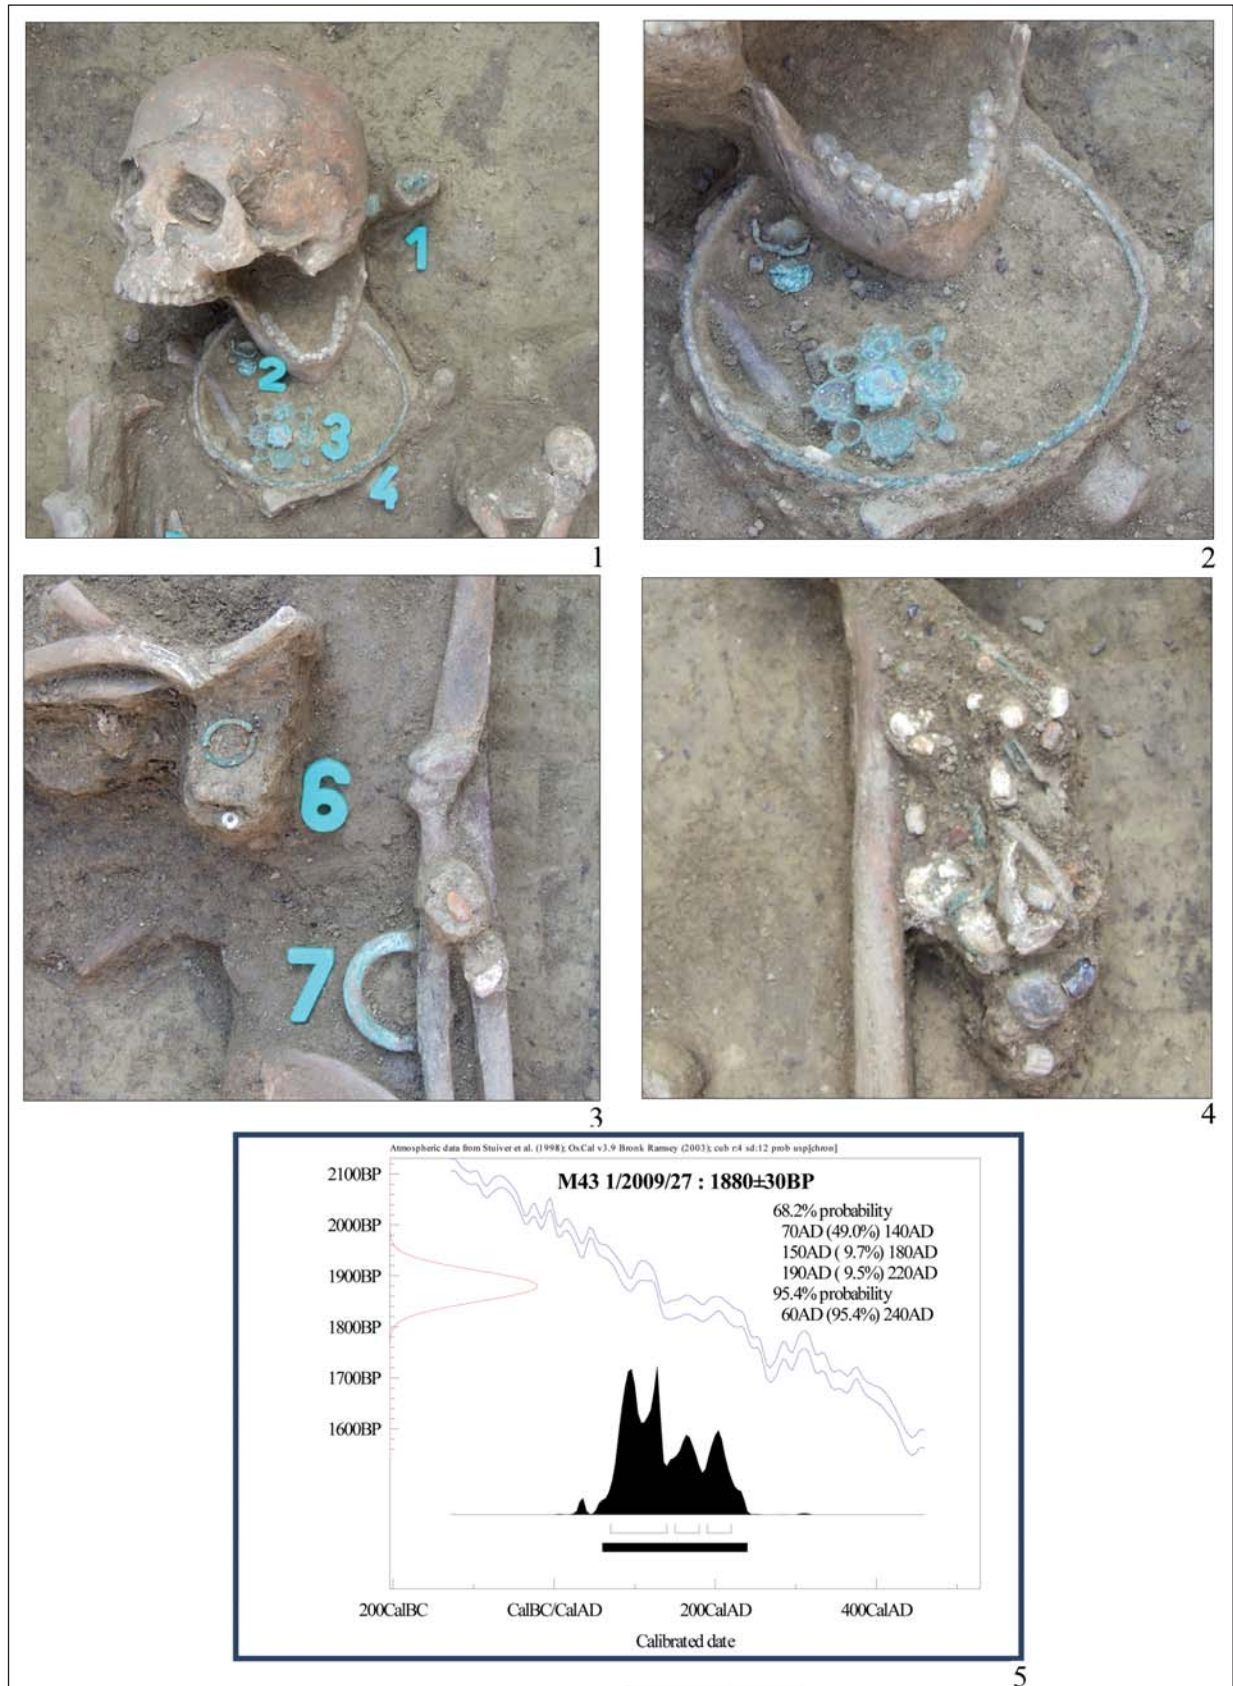 1
2
3
4
1
2
6
7
3
4
Atmospheric data from Stuiver et al. (1998); OxCal v3.9 Bronk Ramsey (2003); cub r:4 sd:12 prob usp[chron]
M43 1/2009/27 : 1880±30BP
68.2% probability
70AD (49.0%) 140AD
150AD ( 9.7%) 180AD
190AD ( 9.5%) 220AD
95.4% probability
60AD (95.4%) 240AD
2100BP
2000BP
1900BP
1800BP
1700BP
1600BP
200CalBC CalBC/CalAD 200CalAD 400CalAD
Calibrated date
5